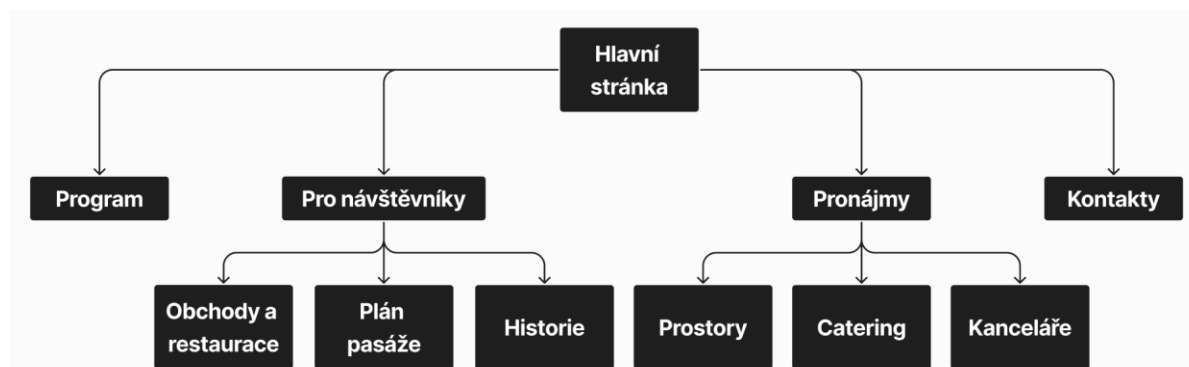 Hlavní
stránka
Program
Pro návštěvníky
Pronájmy
Kontakty
Obchody a
restaurace
Plán
pasáže
Historie
Prostory
Catering
Kanceláře